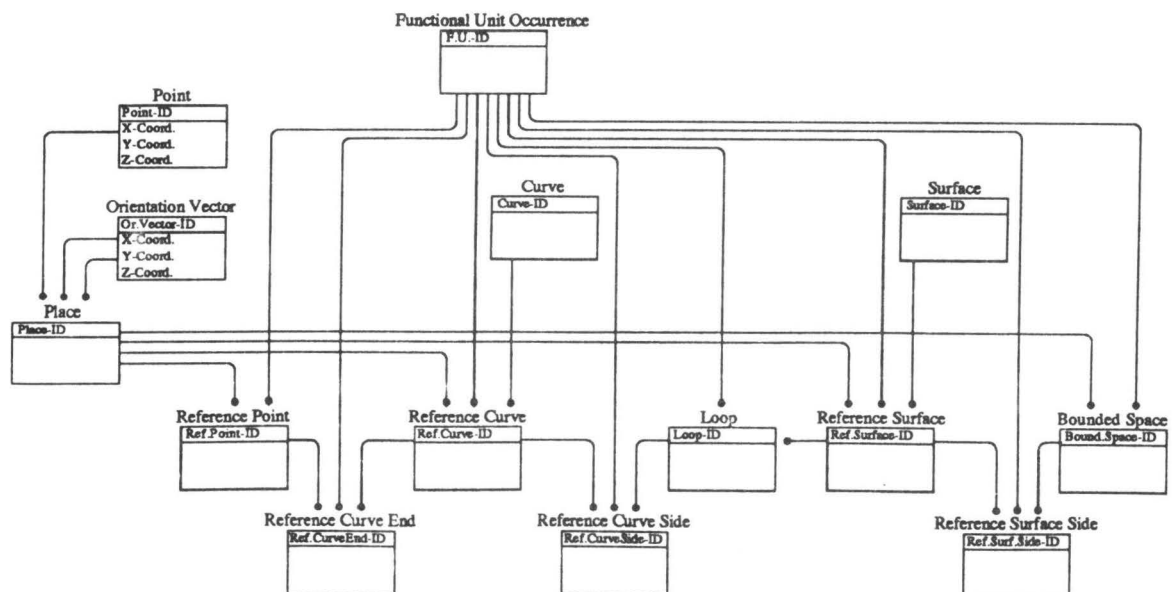 Functional Unit Occurrence
F.U.-ID
Point
Point-ID
X-Coord.
Y-Coord.
Z-Coord.
Orientation Vector
Or.Vector-ID
X-Coord.
Y-Coord.
Z-Coord.
Curve
Curve-ID
Surface
Surface-ID
Place
Place-ID
Reference Point
Ref.Point-ID
Reference Curve
Ref.Curve-ID
Loop
Loop-ID
Reference Surface
Ref.Surface-ID
Bounded Space
Bound.Space-ID
Reference Curve End
Ref.CurveEnd-ID
Reference Curve Side
Ref.CurveSide-ID
Reference Surface Side
Ref.Surf.Side-ID